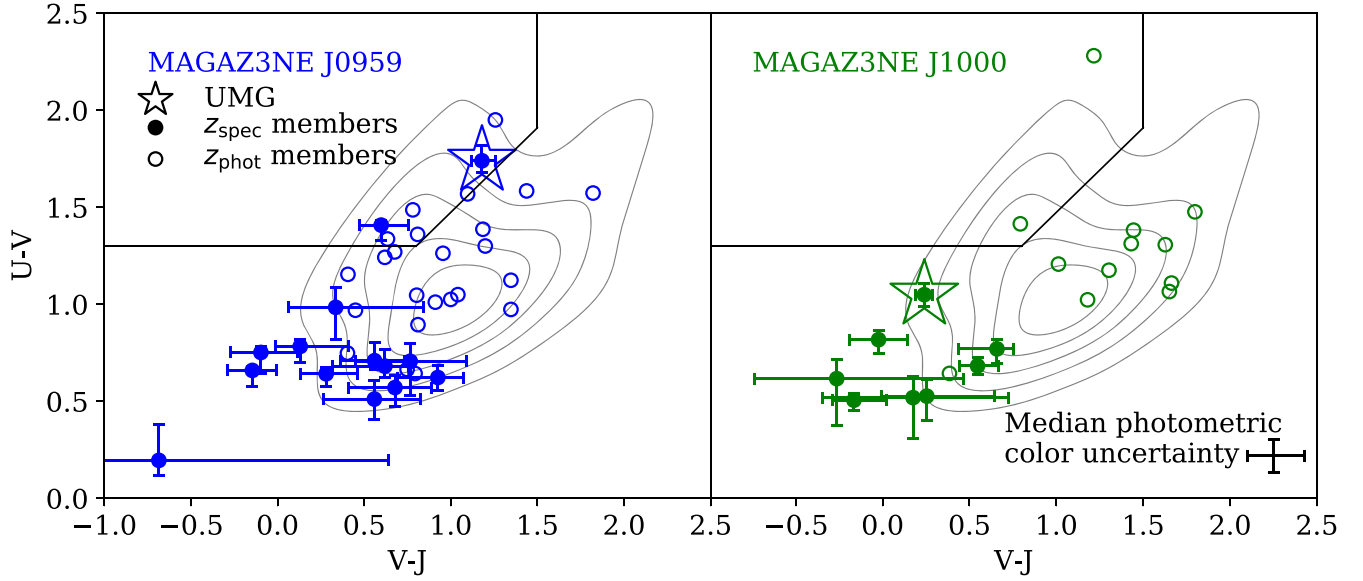 MAGAZ3NE J0959
UMG
z_spec members
z_phot members
MAGAZ3NE J1000
Median photometric
color uncertainty
U-V
2.5
2.0
1.5
1.0
0.5
0.0
−1.0 −0.5 0.0 0.5 1.0 1.5 2.0 2.5 −0.5 0.0 0.5 1.0 1.5 2.0 2.5
V-J V-J